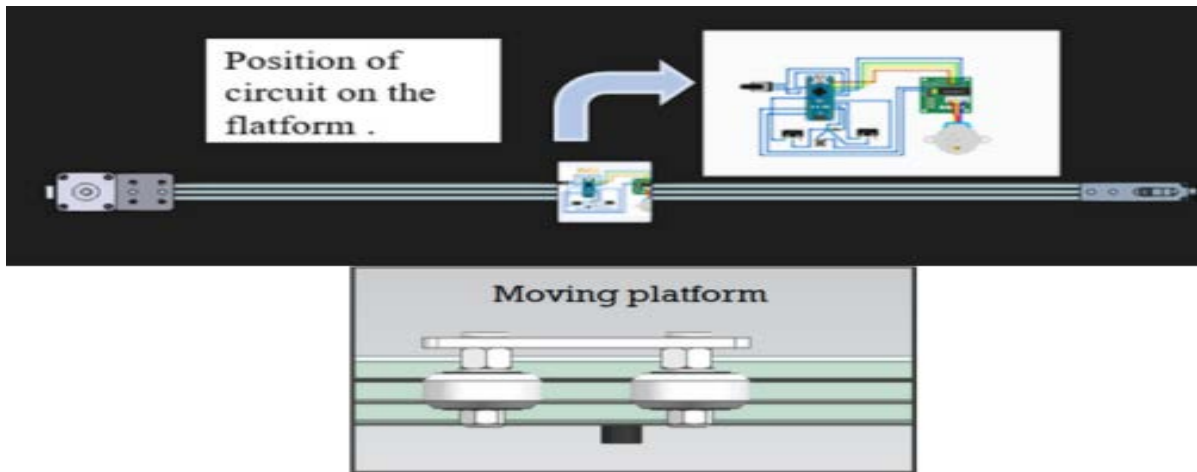 Position of
circuit on the
flatform .
Moving platform